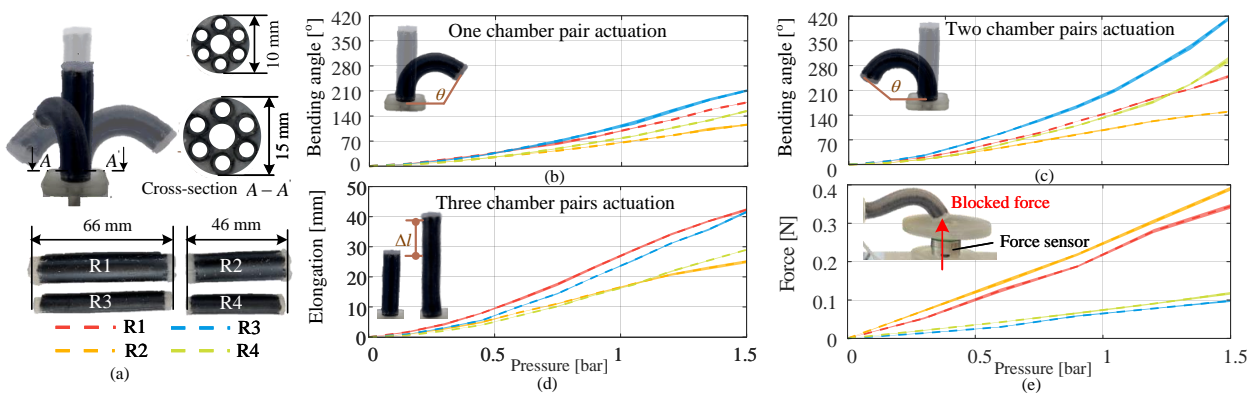 A
A'
10 mm
15 mm
Cross-section A – A'
66 mm
46 mm
R1
R2
R3
R4
R1
R3
R2
R4
(a)
Bending angle [°]
420
350
280
210
140
70
0
One chamber pair actuation
θ
(b)
Bending angle [°]
420
350
280
210
140
70
0
Two chamber pairs actuation
θ
(c)
Elongation [mm]
50
40
30
20
10
0
Three chamber pairs actuation
Δl
0
0.5
1
1.5
Pressure [bar]
(d)
Force [N]
0.4
0.3
0.2
0.1
0
Blocked force
Force sensor
0
0.5
1
1.5
Pressure [bar]
(e)